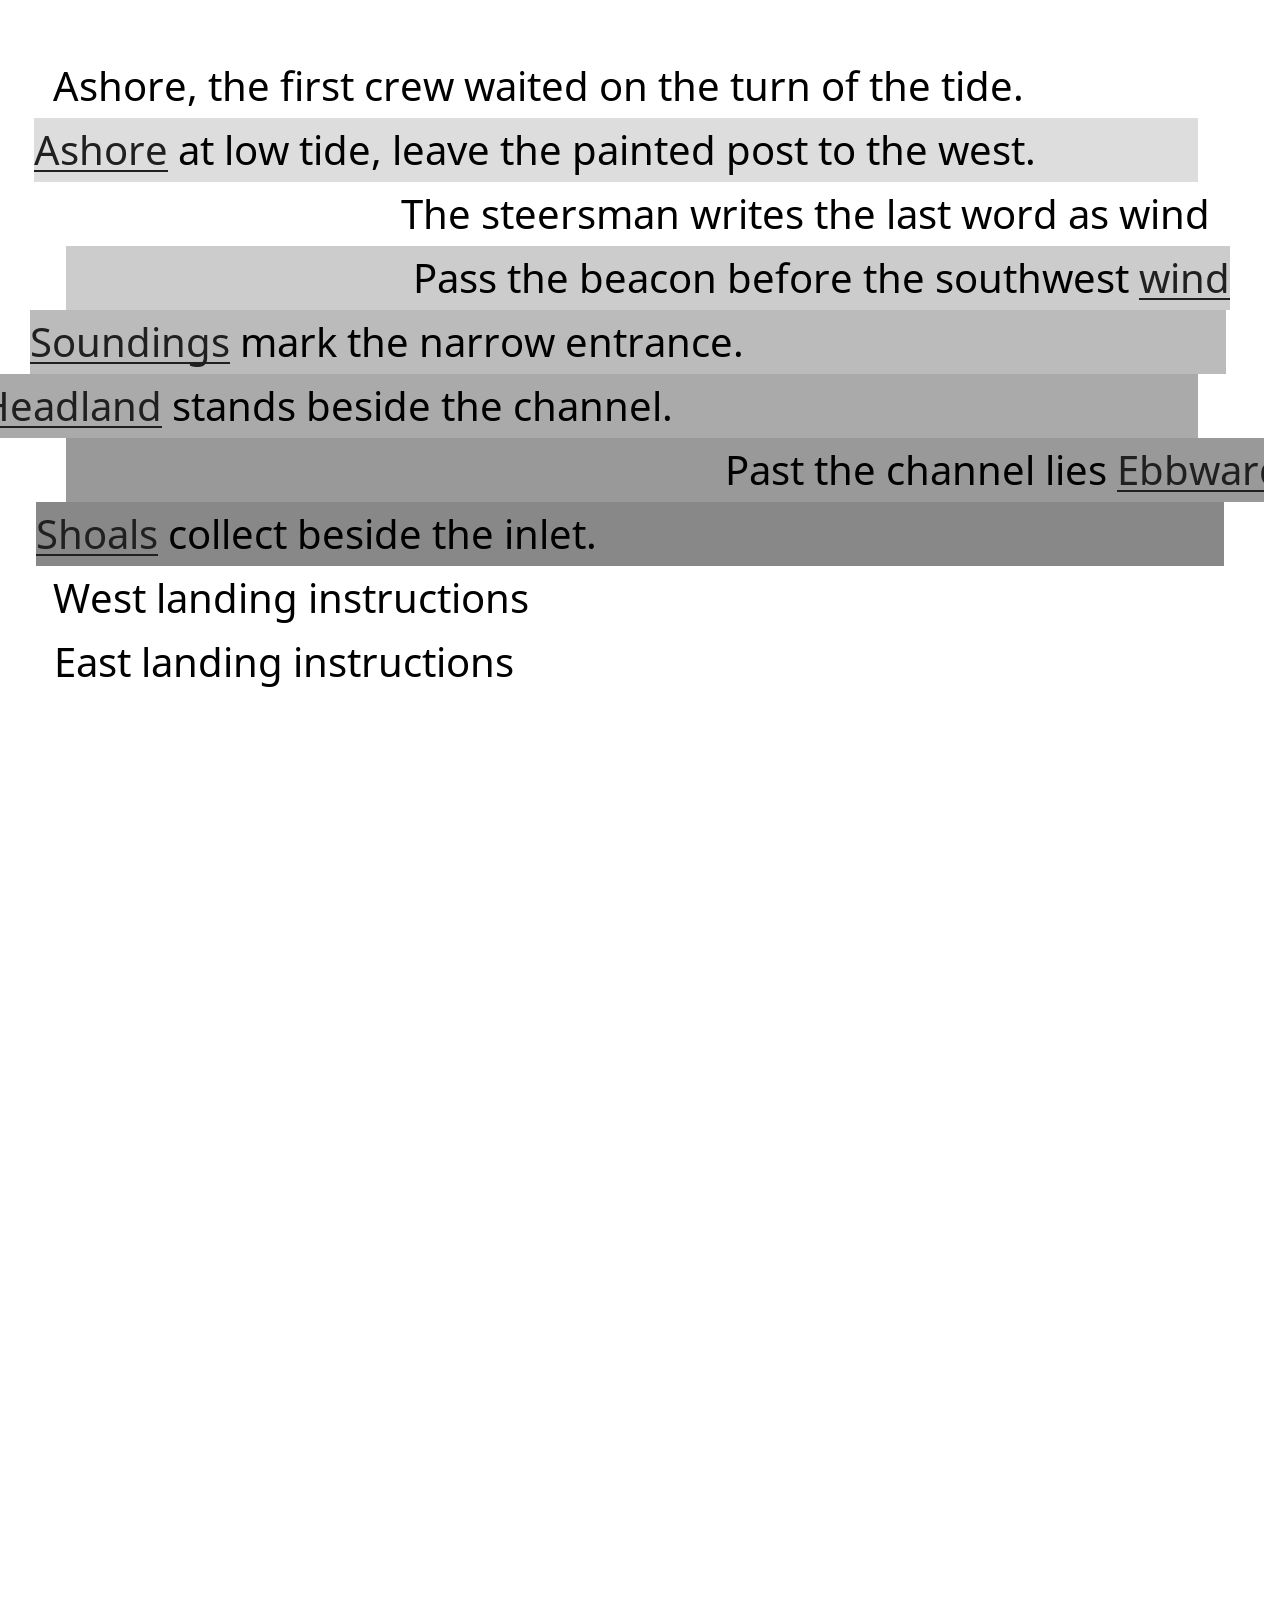 Ashore, the first crew waited on the turn of the tide.
Ashore at low tide, leave the painted post to the west.
The steersman writes the last word as wind
Pass the beacon before the southwest wind
Soundings mark the narrow entrance.
stands beside the channel.
Past the channel lies
Shoals collect beside the inlet.
West landing instructions
East landing instructions